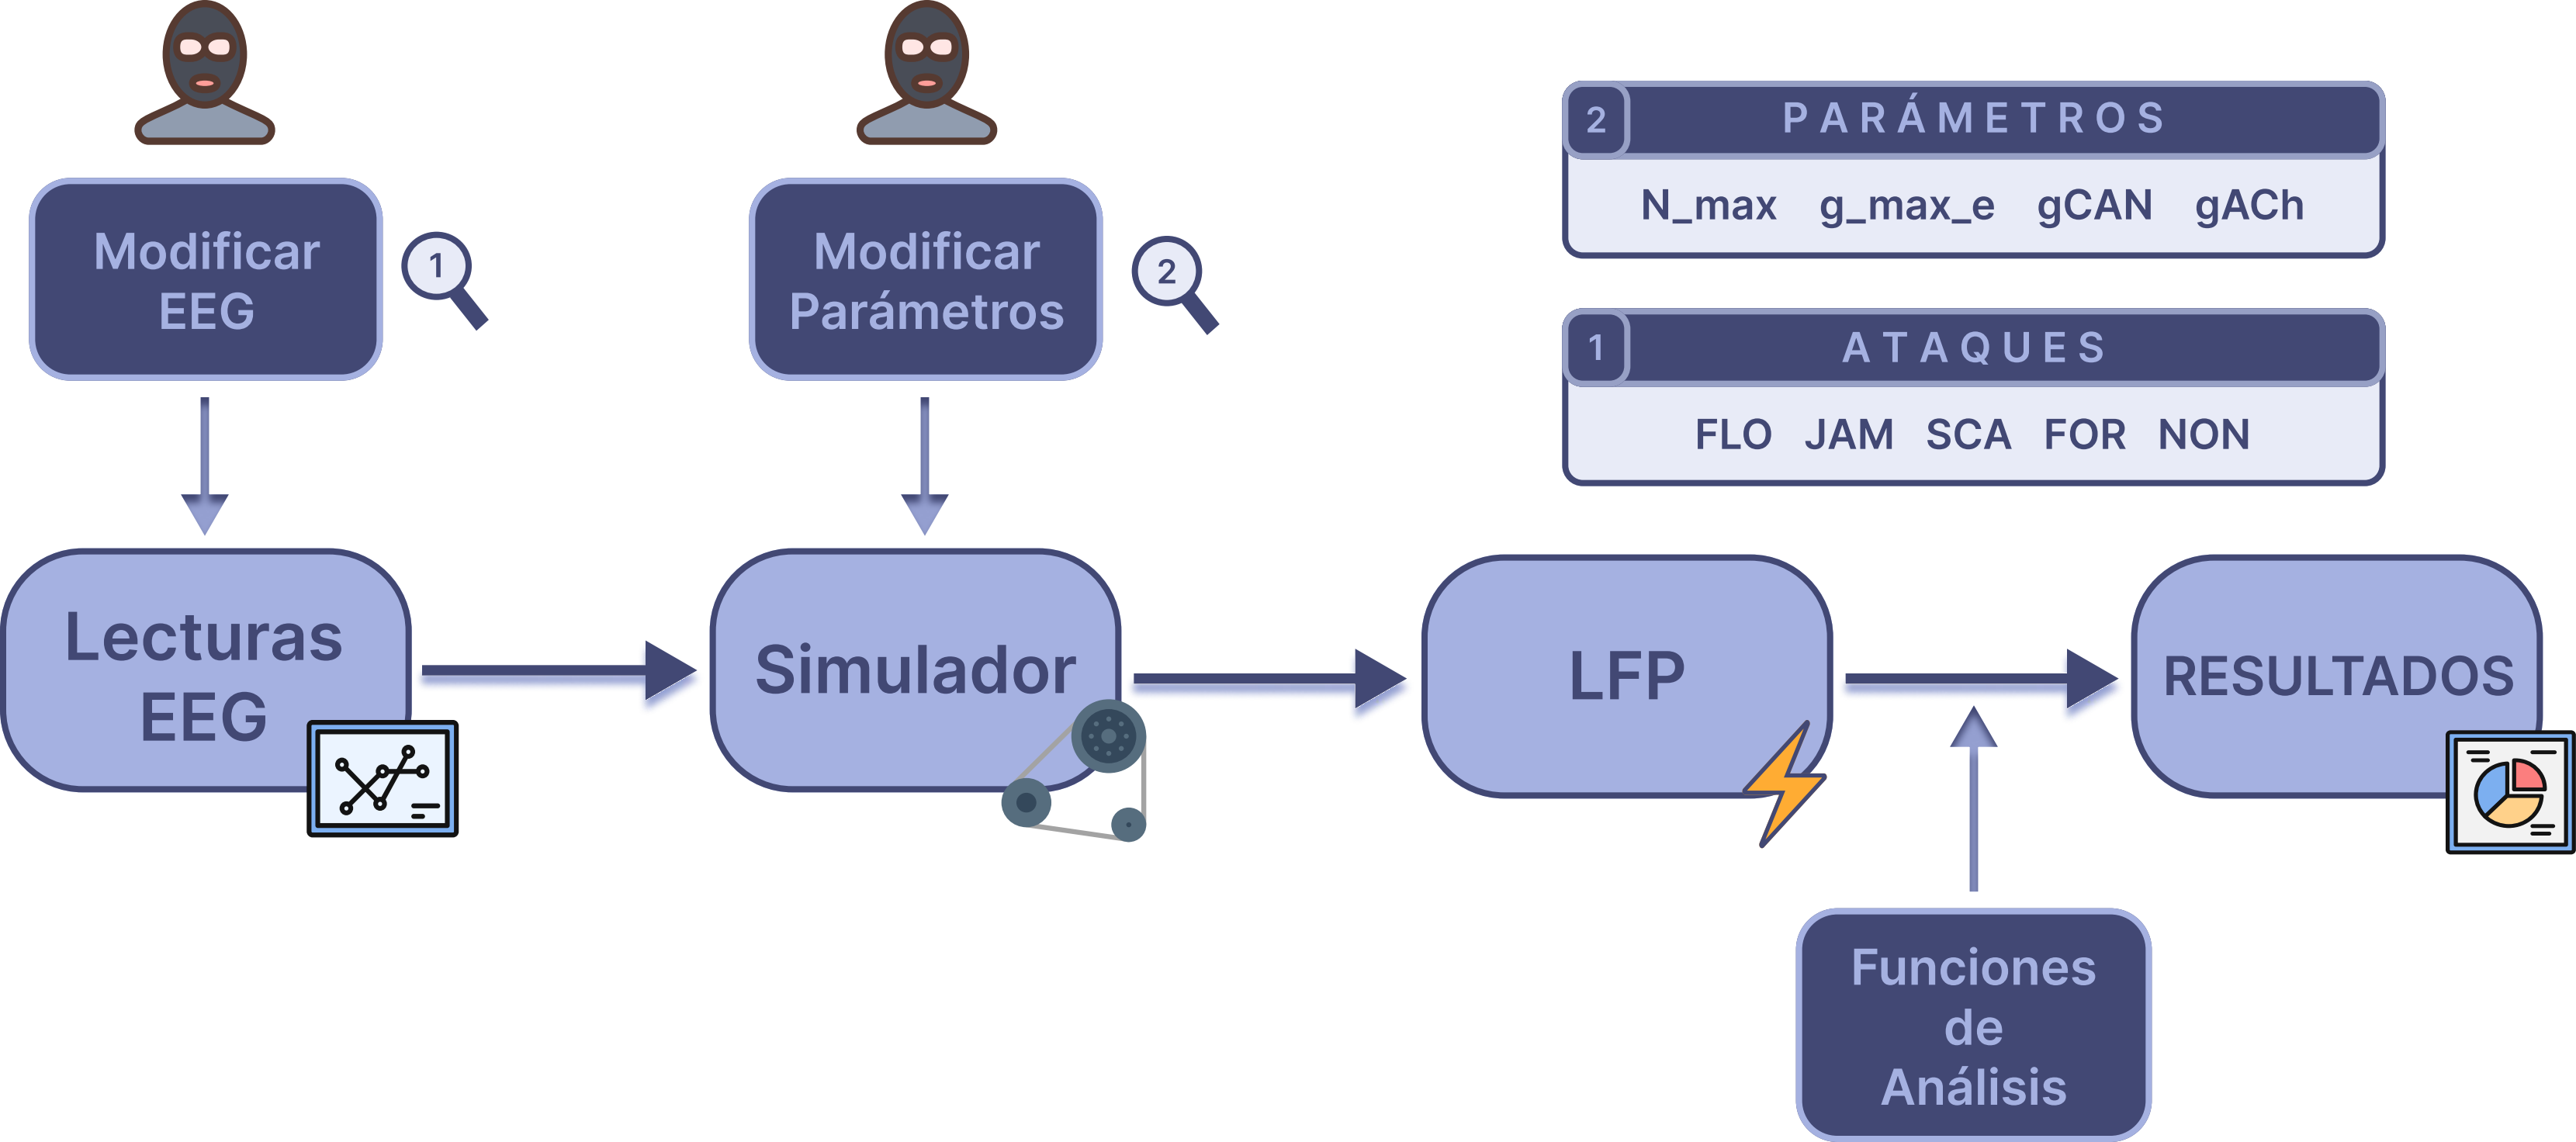 Modificar
EEG
1
Modificar
Parámetros
2
2 PARÁMETROS
N_max g_max_e gCAN gACh
1 ATAQUES
FLO JAM SCA FOR NON
Lecturas
EEG
Simulador
LFP
RESULTADOS
Funciones
de
Análisis